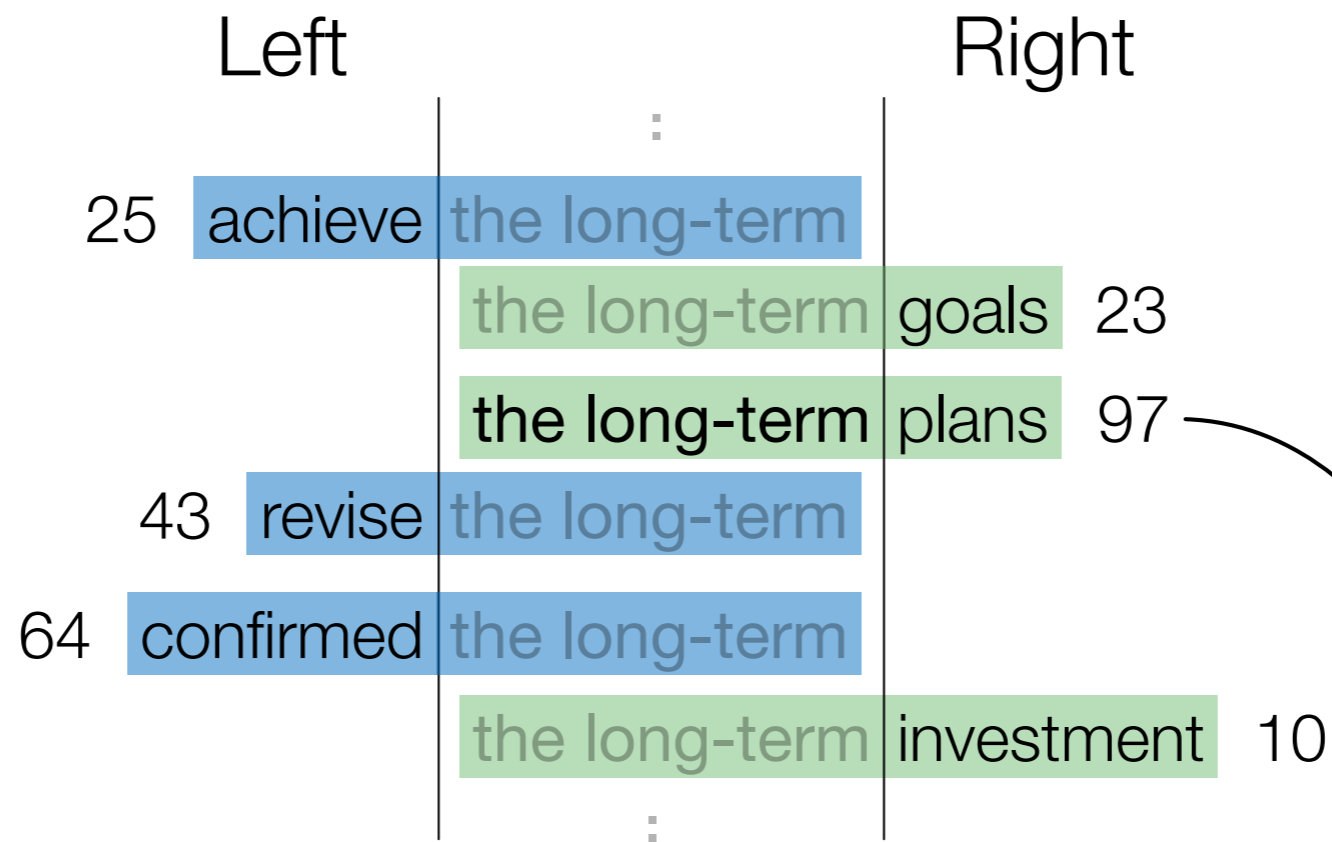 Left Right
:
25 achieve the long-term
the long-term goals 23
the long-term plans 97
43 revise the long-term
64 confirmed the long-term
the long-term investment 10
: